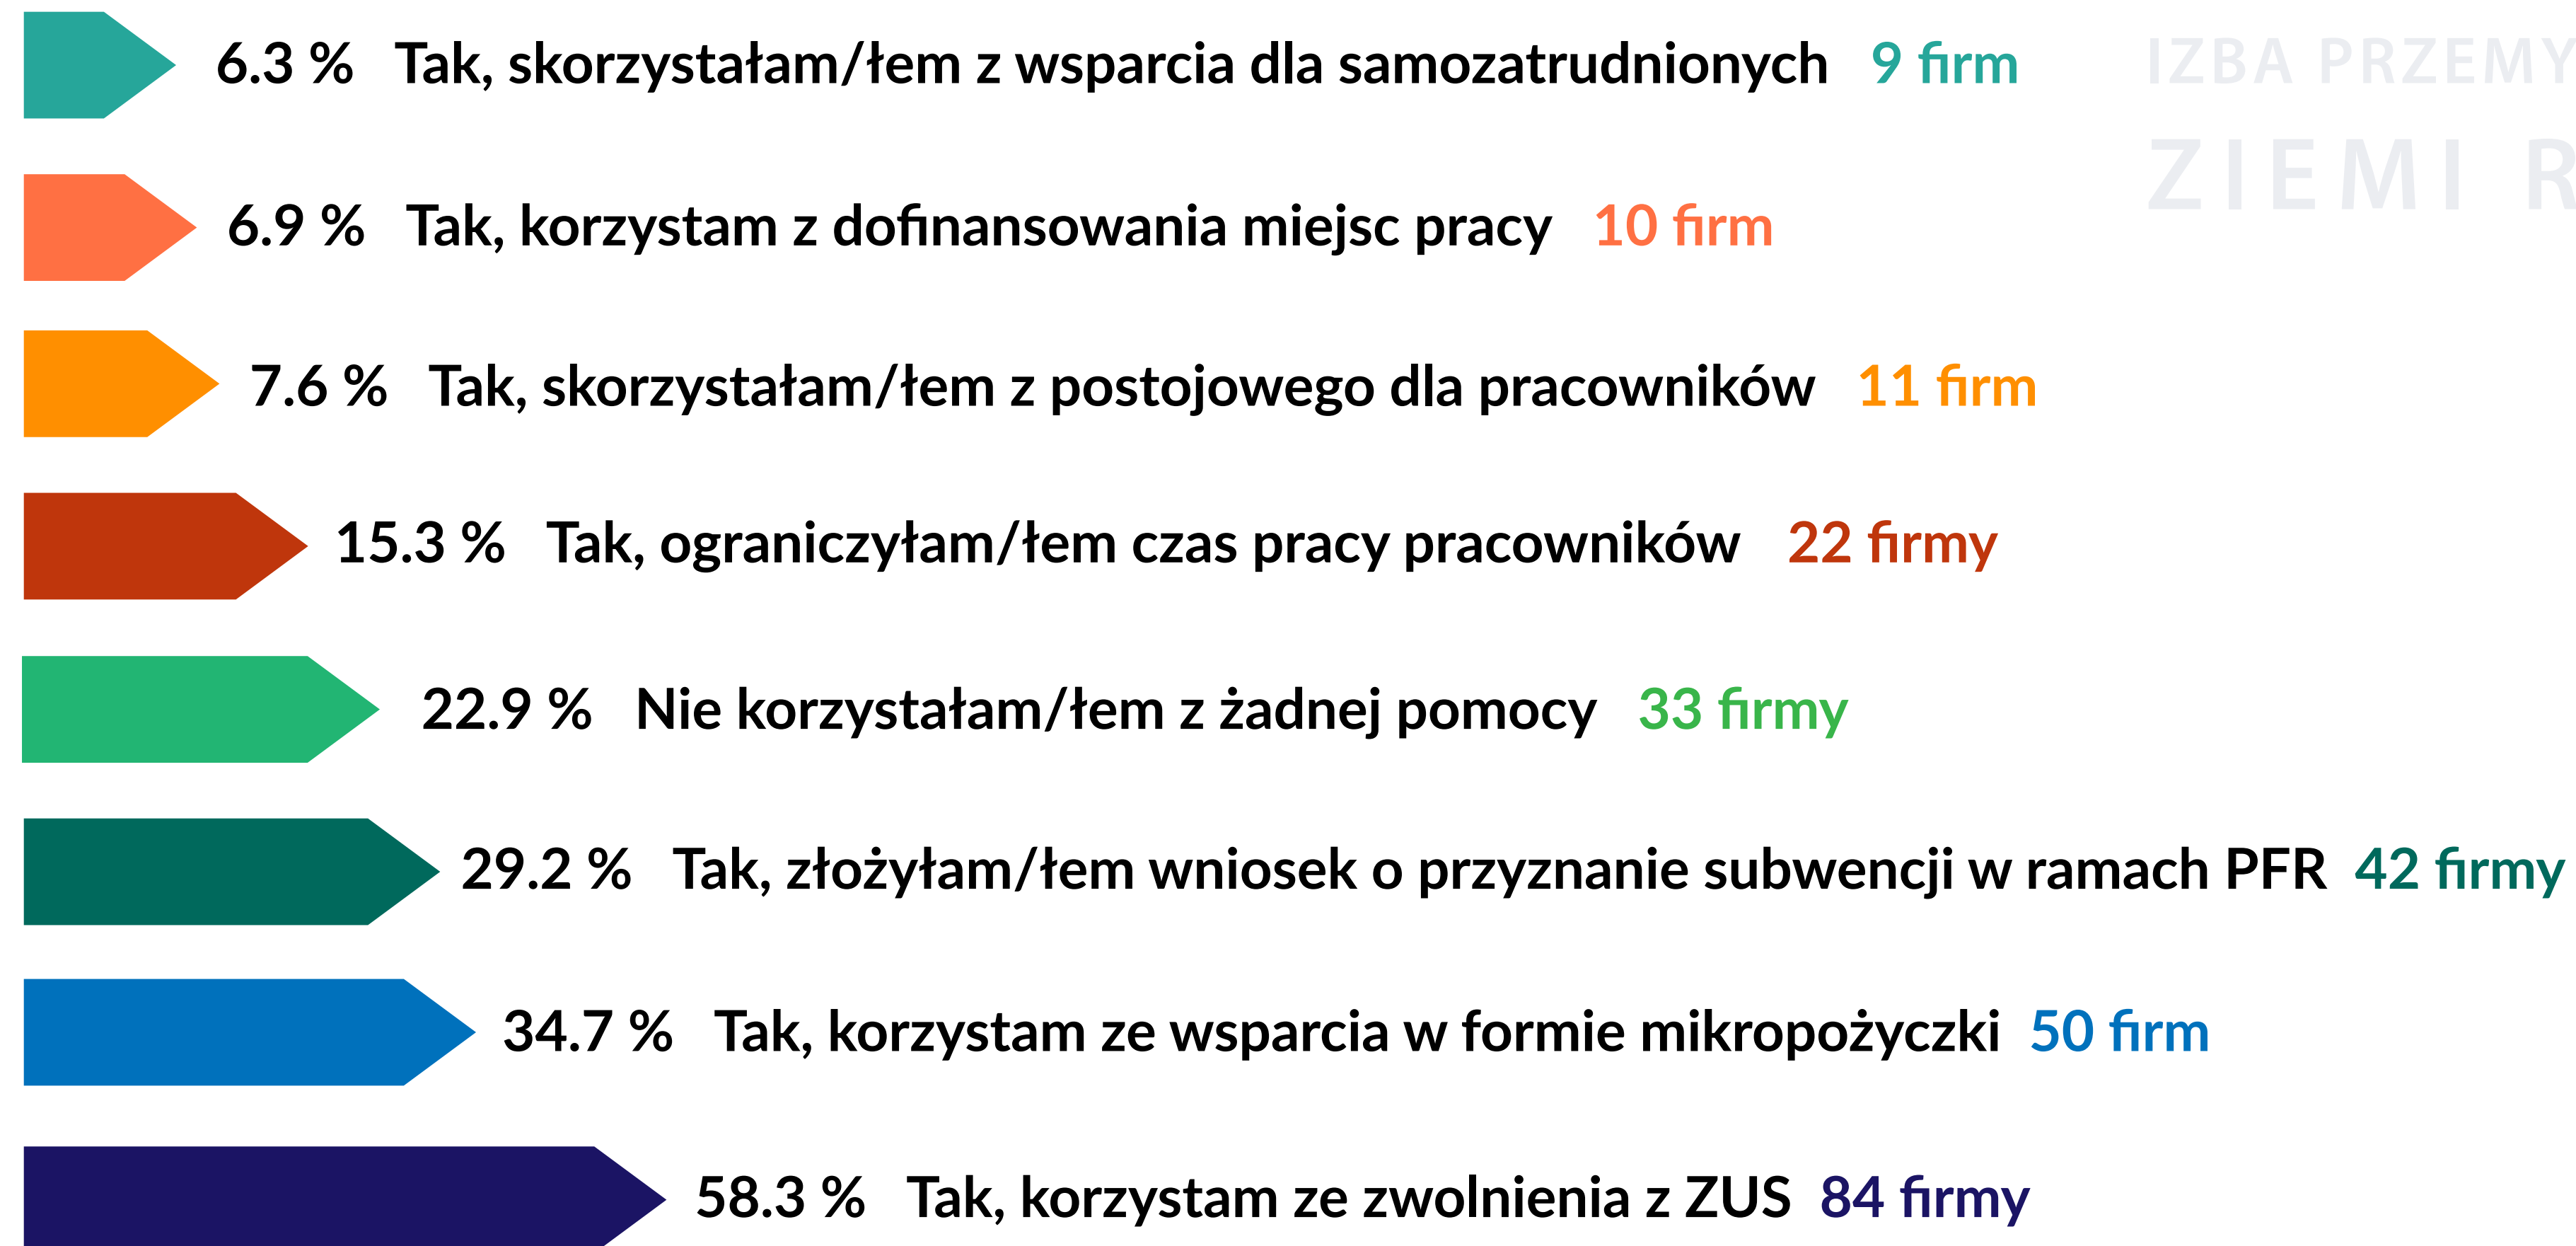 6.3 % Tak, skorzystałam/łem z wsparcia dla samozatrudnionych 9 firm
IZBA
ZIEMI
6.9 % Tak, korzystam z dofinansowania miejsc pracy 10 firm
7.6 % Tak, skorzystałam/łem z postojowego dla pracowników 11 firm
15.3 % Tak, ograniczyłam/łem czas pracy pracowników 22 firmy
22.9 % Nie korzystałam/łem z żadnej pomocy 33 firmy
29.2 % Tak, złożyłam/łem wniosek o przyznanie subwencji w ramach PFR 42 firmy
34.7 % Tak, korzystam ze wsparcia w formie mikropożyczki 50 firm
58.3 % Tak, korzystam ze zwolnienia z ZUS 84 firmy